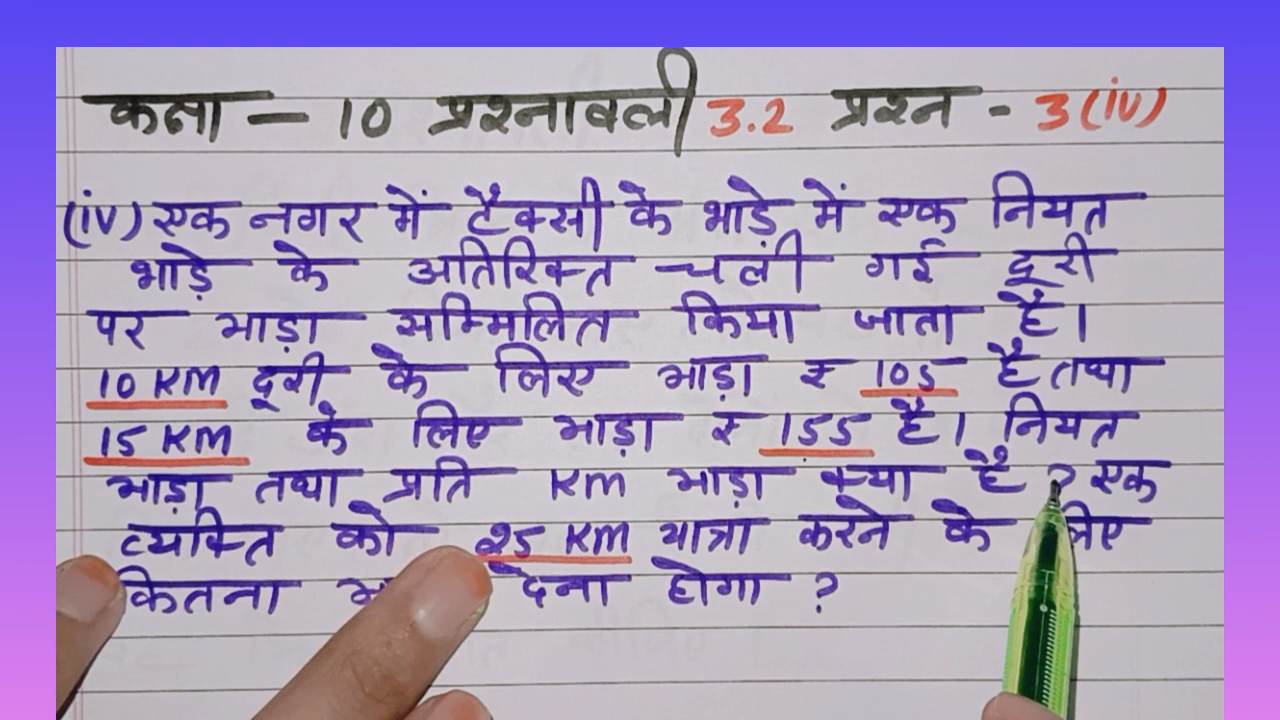 कक्षा – 10 प्रश्नावली 3.2 प्रश्न - 3(iv)
(iv) एक नगर में टैक्सी के भाड़े में एक नियत
भाड़े के अतिरिक्त चली गई दूरी
पर भाड़ा सम्मिलित किया जाता है।
10 KM दूरी के लिए भाड़ा ₹ 105 है तथा
15 KM के लिए भाड़ा ₹ 155 है। नियत
भाड़ा तथा प्रति KM भाड़ा क्या है ? एक
व्यक्ति को 25 KM यात्रा करने के लिए
कितना देना होगा ?